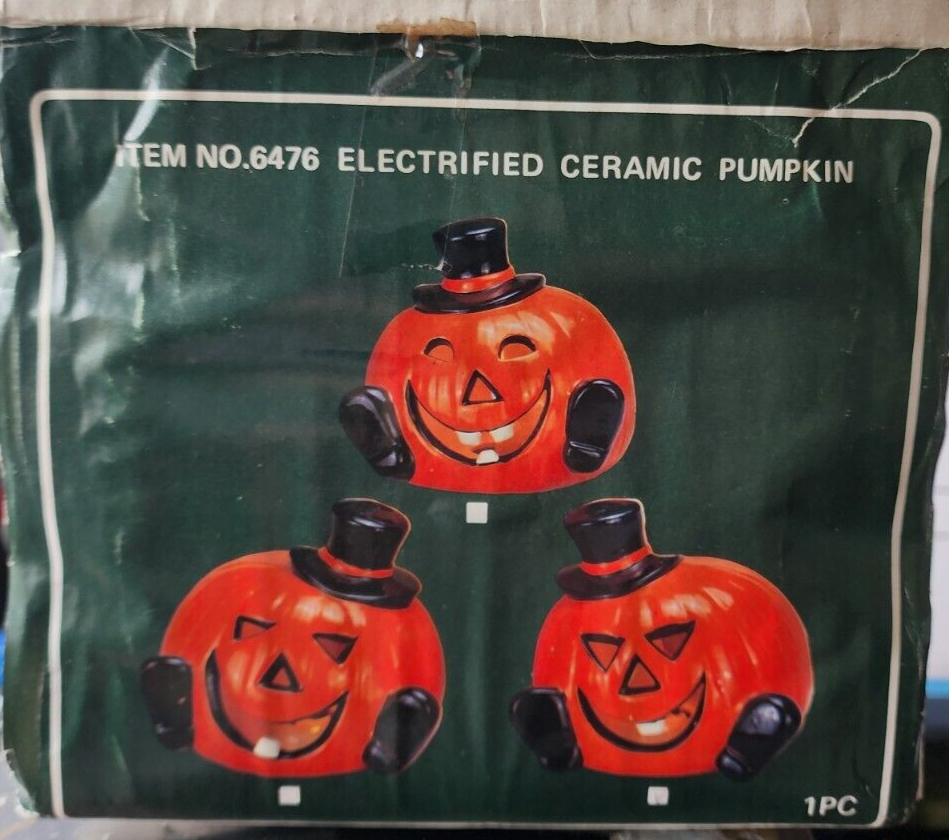 ITEM NO.6476 ELECTRIFIED CERAMIC PUMPKIN
1PC